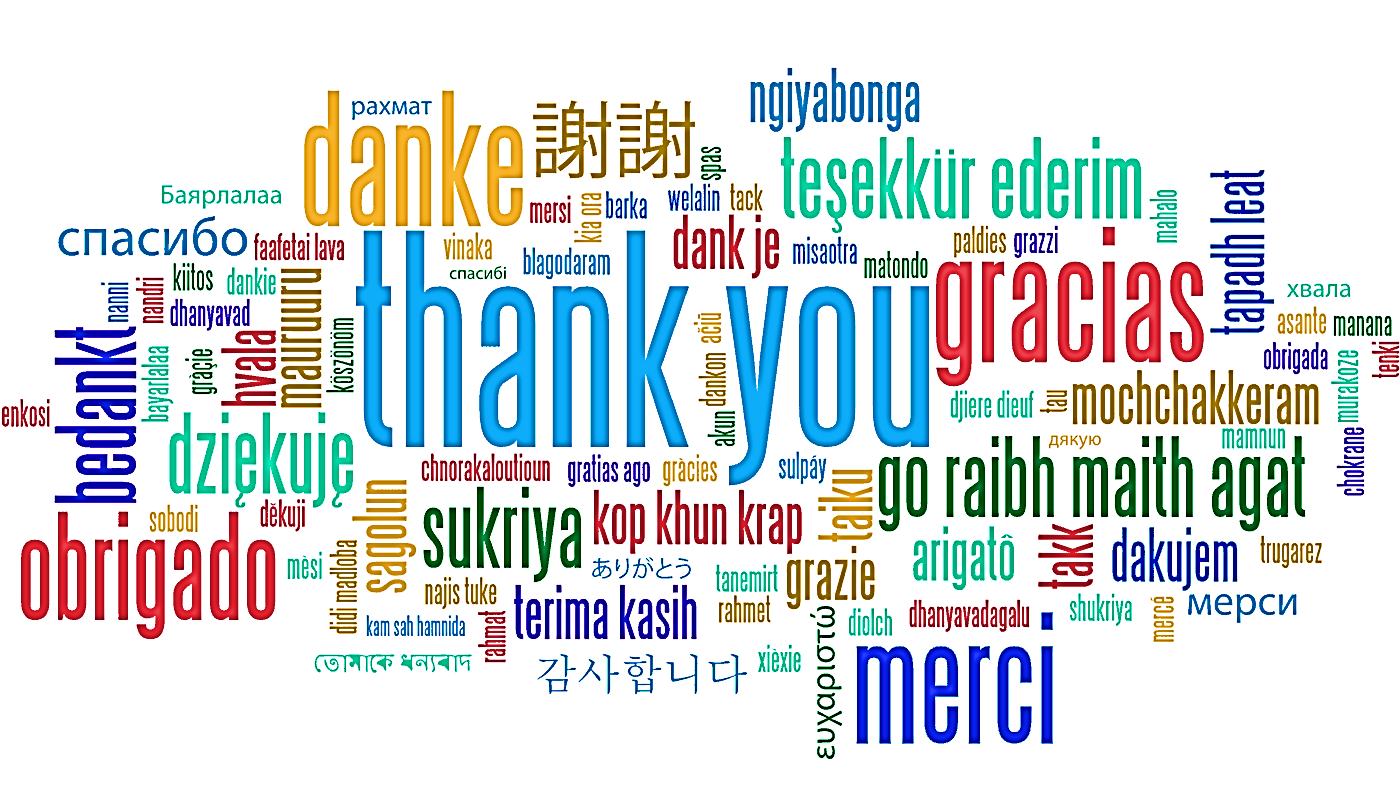 ngiyabonga
рахмат
danke
謝謝
spas
teşekkür ederim
tapadh leat
Баярлалаа
mersi
kia ora
barka
welalin
tack
mahalo
спасибо
faafetai lava
vinaka
dank je
misaotra
paldies
grazzi
спасибі
blagodaram
matondo
gracias
thank you
kiitos
dankie
nanni
nandri
mauruuru
хвала
dhanyavad
asante
manana
bedankt
hvala
köszönöm
ačiū
obrigada
tenki
bayarlalaa
gràçie
dankon
murakoze
djiere dieuf
tau
mochchakkeram
enkosi
akun
дякую
mamnun
chokrane
dziękuję
chnorakaloutioun
gratias ago
gràcies
sulpáy
taiku
go raibh maith agat
sobodi
děkuji
sagolun
sukriya
kop khun krap
obrigado
mèsi
didi madloba
ありがとう
tanemirt
grazie
arigatô
takk
dakujem
trugarez
najis tuke
terima kasih
rahmet
kam sah hamnida
rahmat
diolch
dhanyavadagalu
shukriya
mercé
мерси
তোমাকে ধন্যবাদ
감사합니다
xièxie
ευχαριστώ
merci